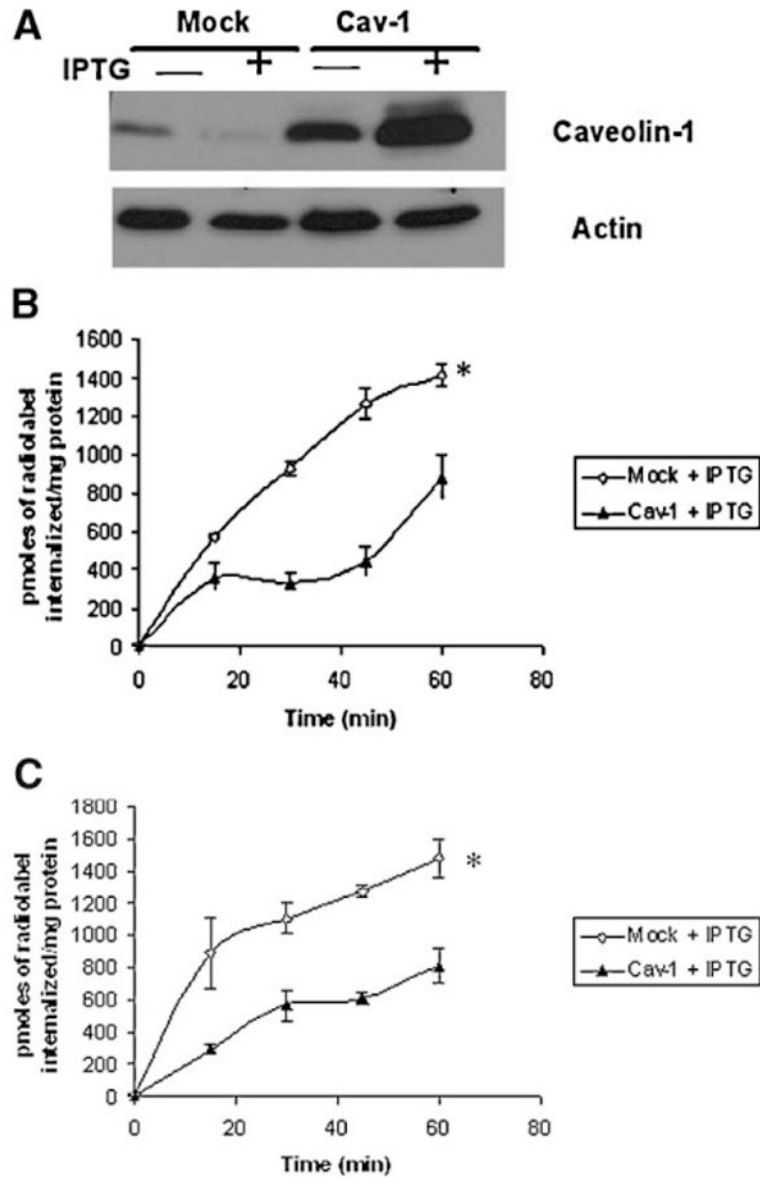 A
Mock Cav-1
IPTG — + — +
Caveolin-1
Actin
B
1600
1400
1200
1000
800
600
400
200
0
pmoles of radiolabel
internalized/mg protein
*
0 20 40 60 80
Time (min)
Mock + IPTG
Cav-1 + IPTG
C
1800
1600
1400
1200
1000
800
600
400
200
0
pmoles of radiolabel
internalized/mg protein
*
0 20 40 60 80
Time (min)
Mock + IPTG
Cav-1 + IPTG